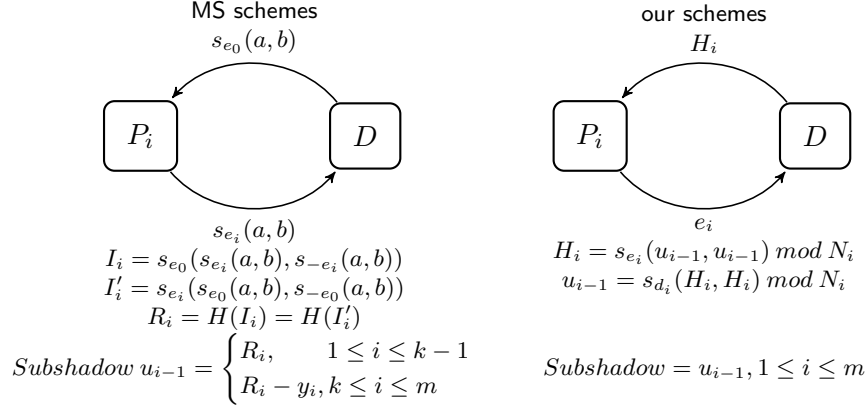 MS schemes
s_{e_0}(a, b)
P_i
D
s_{e_i}(a, b)
I_i = s_{e_0}(s_{e_i}(a, b), s_{-e_i}(a, b))
I'_i = s_{e_i}(s_{e_0}(a, b), s_{-e_0}(a, b))
R_i = H(I_i) = H(I'_i)
Subshadow u_{i-1} = { R_i, 1 ≤ i ≤ k − 1
R_i − y_i, k ≤ i ≤ m
our schemes
H_i
P_i
D
e_i
H_i = s_{e_i}(u_{i-1}, u_{i-1}) mod N_i
u_{i-1} = s_{d_i}(H_i, H_i) mod N_i
Subshadow = u_{i-1}, 1 ≤ i ≤ m